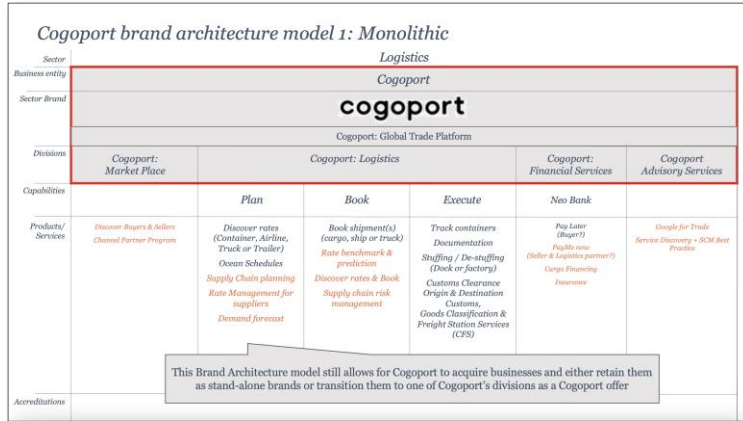 Cogoport brand architecture model 1: Monolithic
Sector
Logistics
Business entity
Cogoport
Sector Brand
cogoport
Cogoport: Global Trade Platform
Divisions
Cogoport:
Market Place
Cogoport: Logistics
Cogoport:
Financial Services
Cogoport
Advisory Services
Capabilities
Plan
Book
Execute
Neo Bank
Products/
Services
Discover Buyers & Sellers
Channel Partner Program
Discover rates
(Container, Airline,
Truck or Trailer)
Ocean Schedules
Supply Chain planning
Rate Management for
suppliers
Demand forecast
Book shipment(s)
(cargo, ship or truck)
Rate benchmark &
prediction
Discover rates & Book
Supply chain risk
management
Track containers
Documentation
Stuffing / De-stuffing
(Dock or factory)
Customs Clearance
Origin & Destination
Customs,
Goods Classification &
Freight Station Services
(CFS)
Pay Later
(Buyer?)
PayMe now
(Seller & Logistics partner?)
Cargo Financing
Insurance
Google for Trade
Service Discovery + SCM Best
Practice
This Brand Architecture model still allows for Cogoport to acquire businesses and either retain them
as stand-alone brands or transition them to one of Cogoport's divisions as a Cogoport offer
Accreditations